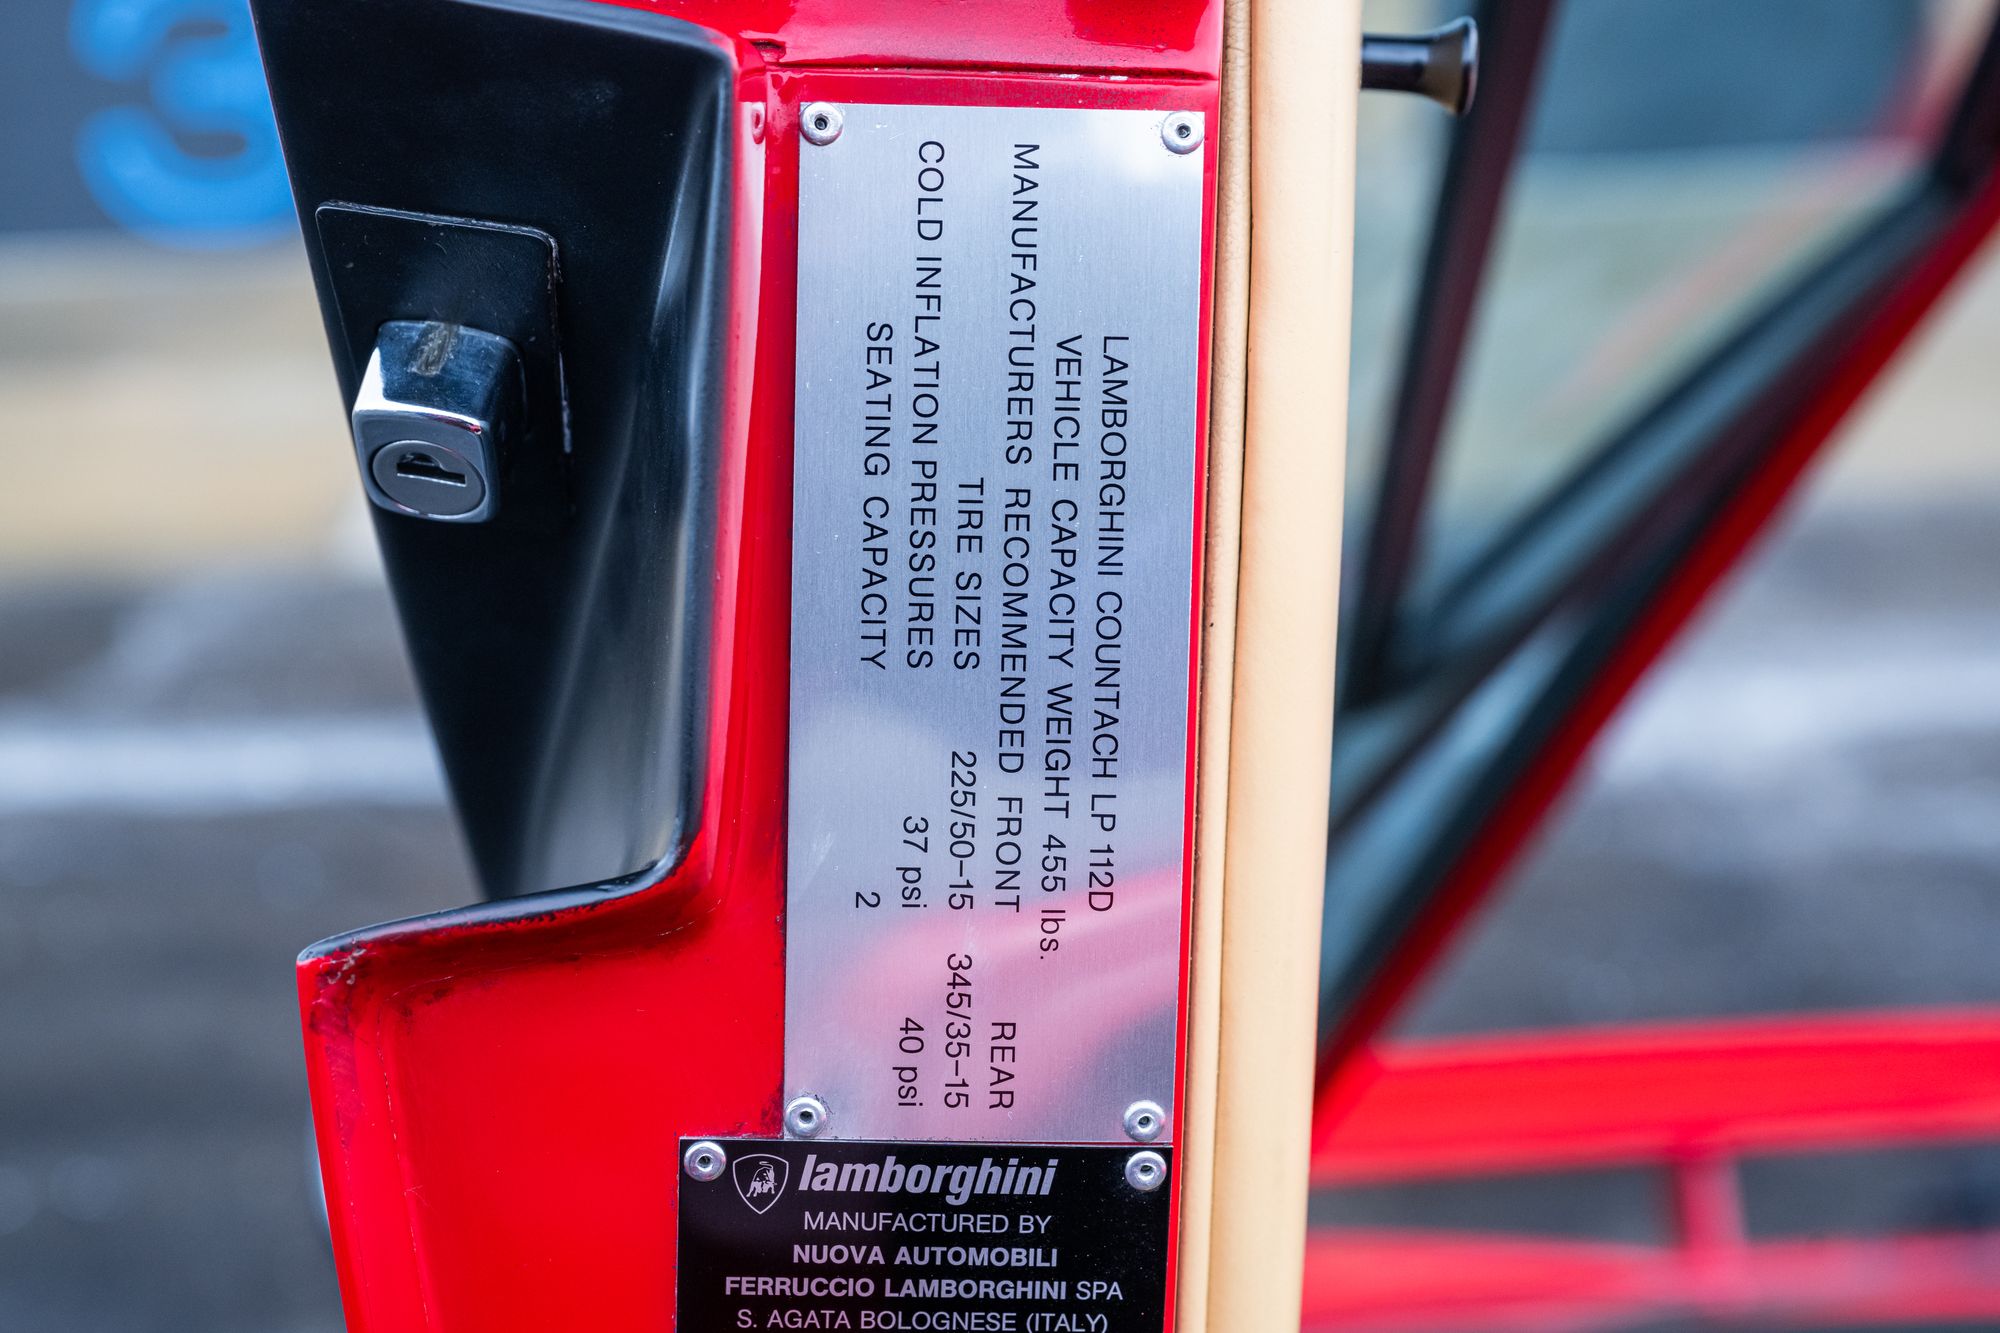 3
LAMBORGHINI COUNTACH LP 112D
VEHICLE CAPACITY WEIGHT 455 lbs.
MANUFACTURERS RECOMMENDED FRONT REAR
TIRE SIZES 225/50–15 345/35–15
COLD INFLATION PRESSURES 37 psi 40 psi
SEATING CAPACITY 2
lamborghini
MANUFACTURED BY
NUOVA AUTOMOBILI
FERRUCCIO LAMBORGHINI SPA
S. AGATA BOLOGNESE (ITALY)